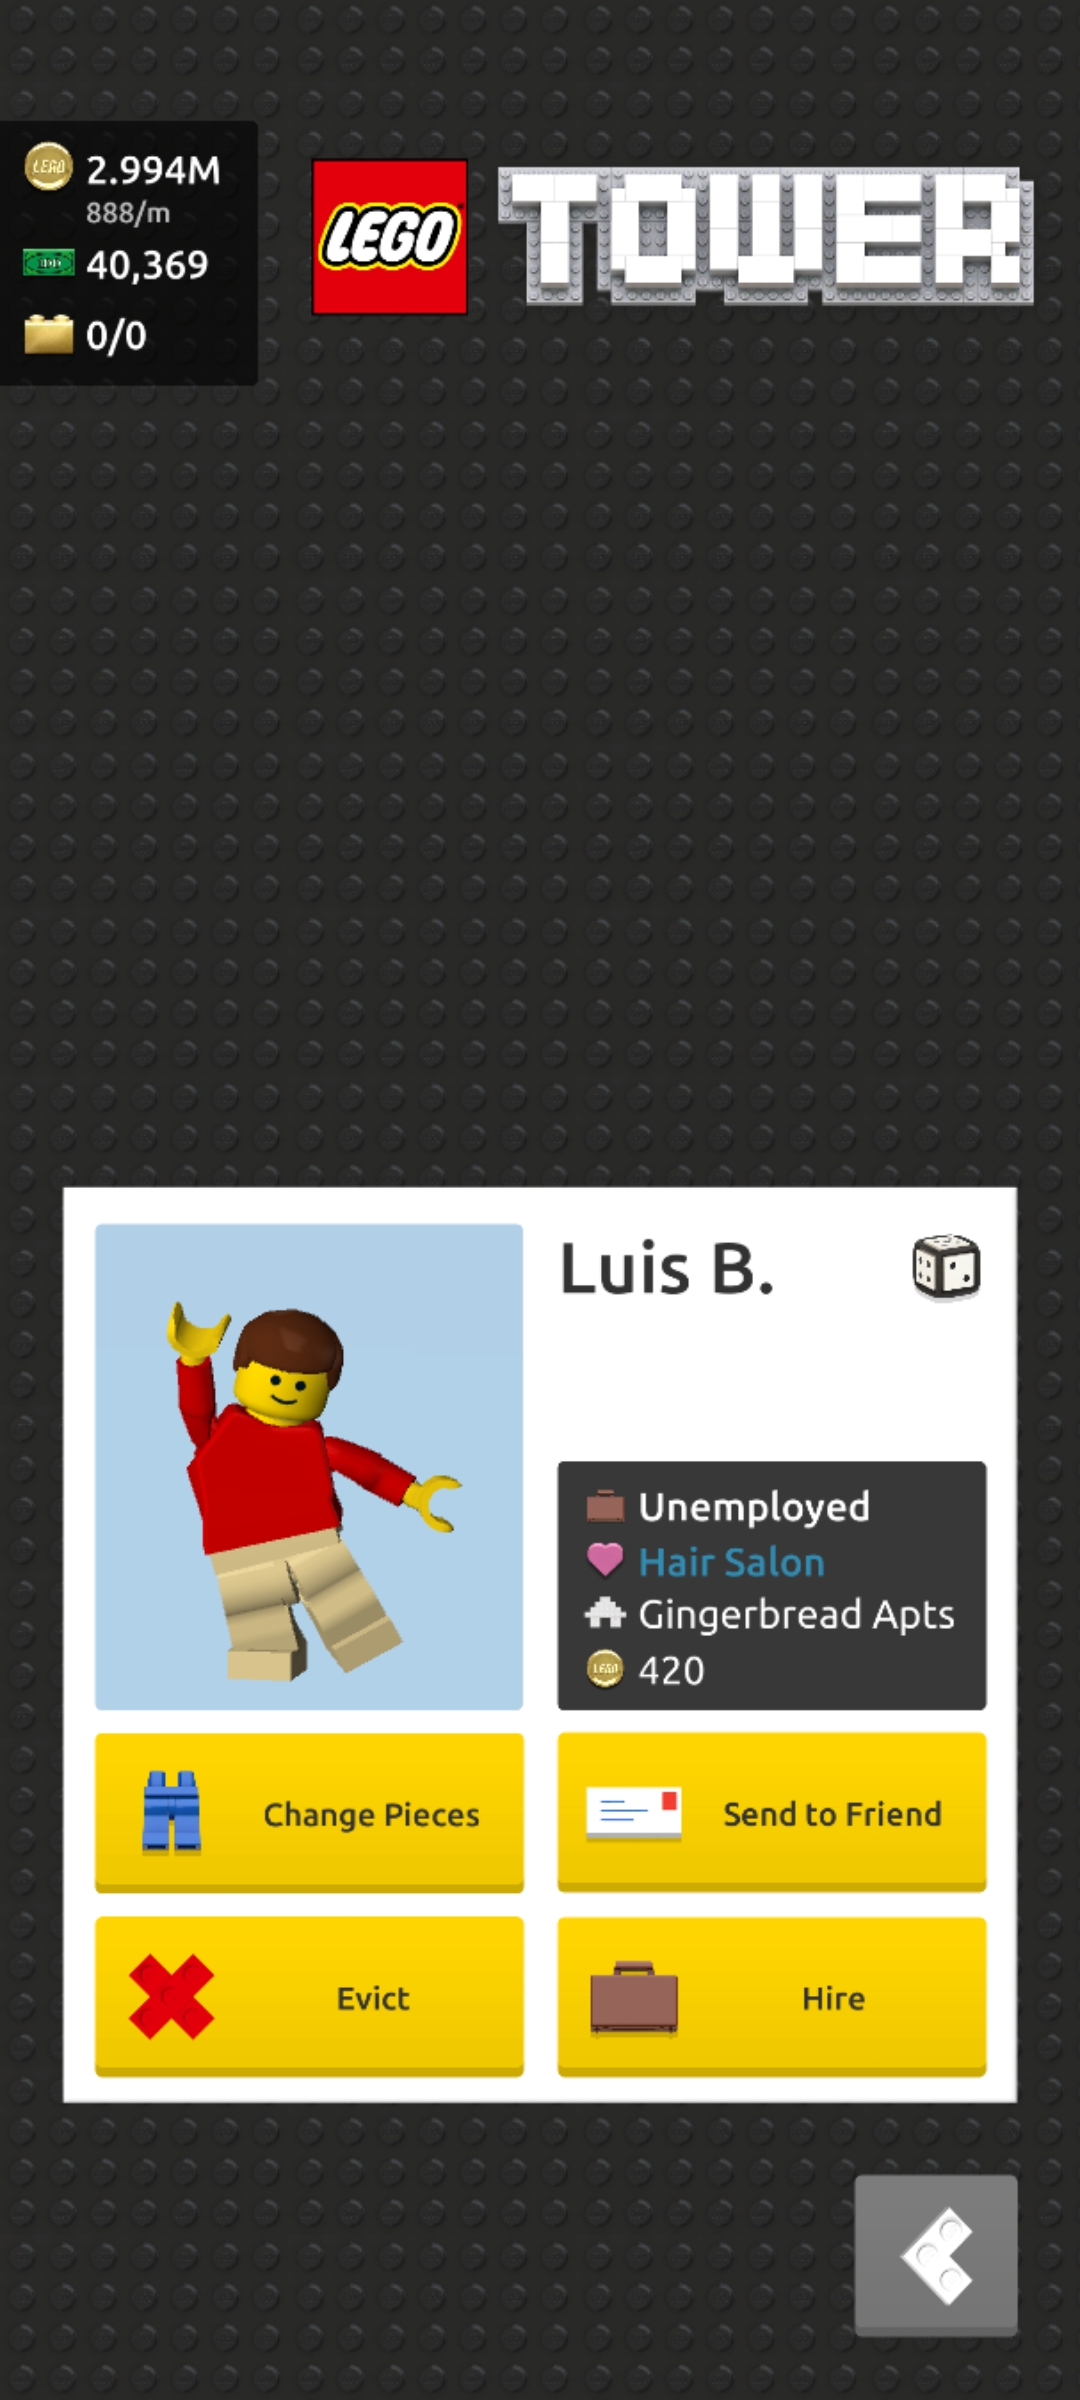 2.994M
888/m
40,369
0/0
LEGO
TOWER
Luis B.
Unemployed
Hair Salon
Gingerbread Apts
LEGO
420
Change Pieces
Send to Friend
Evict
Hire